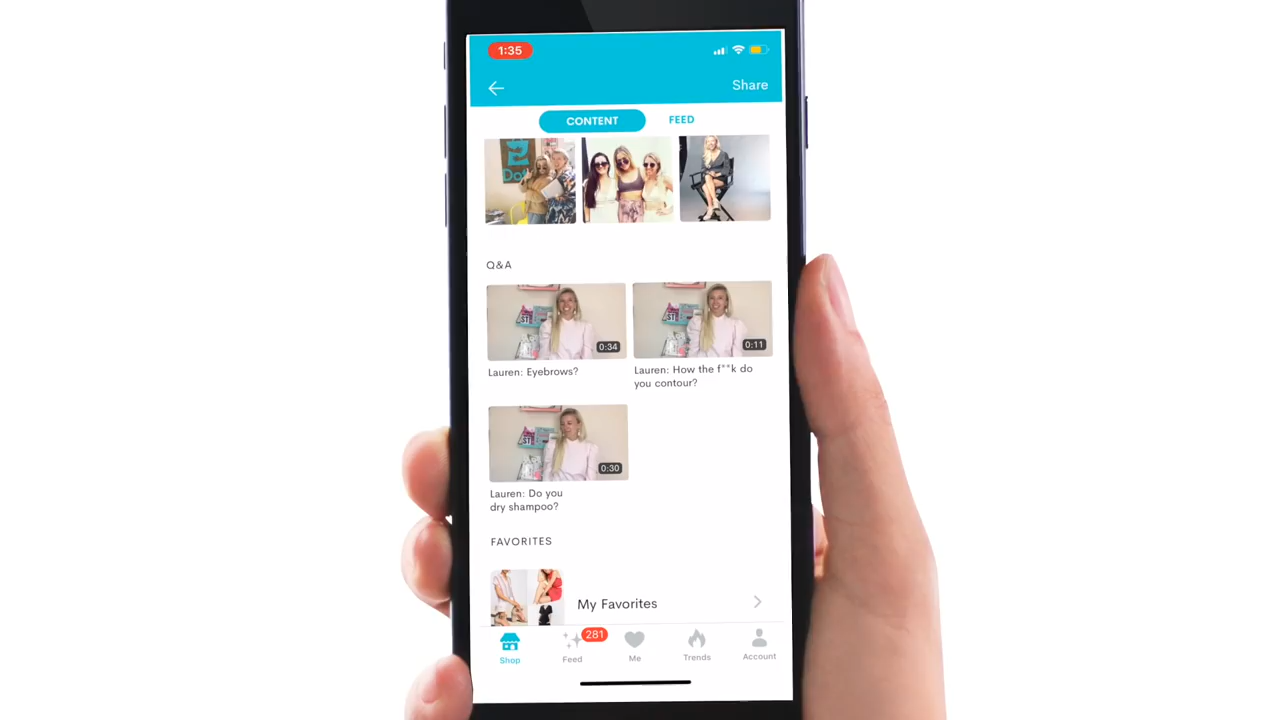 1:35
Share
CONTENT
FEED
Q&A
0:34
0:11
Lauren: Eyebrows?
Lauren: How the f**k do
you contour?
0:30
Lauren: Do you
dry shampoo?
FAVORITES
My Favorites
281
Shop
Feed
Me
Trends
Account